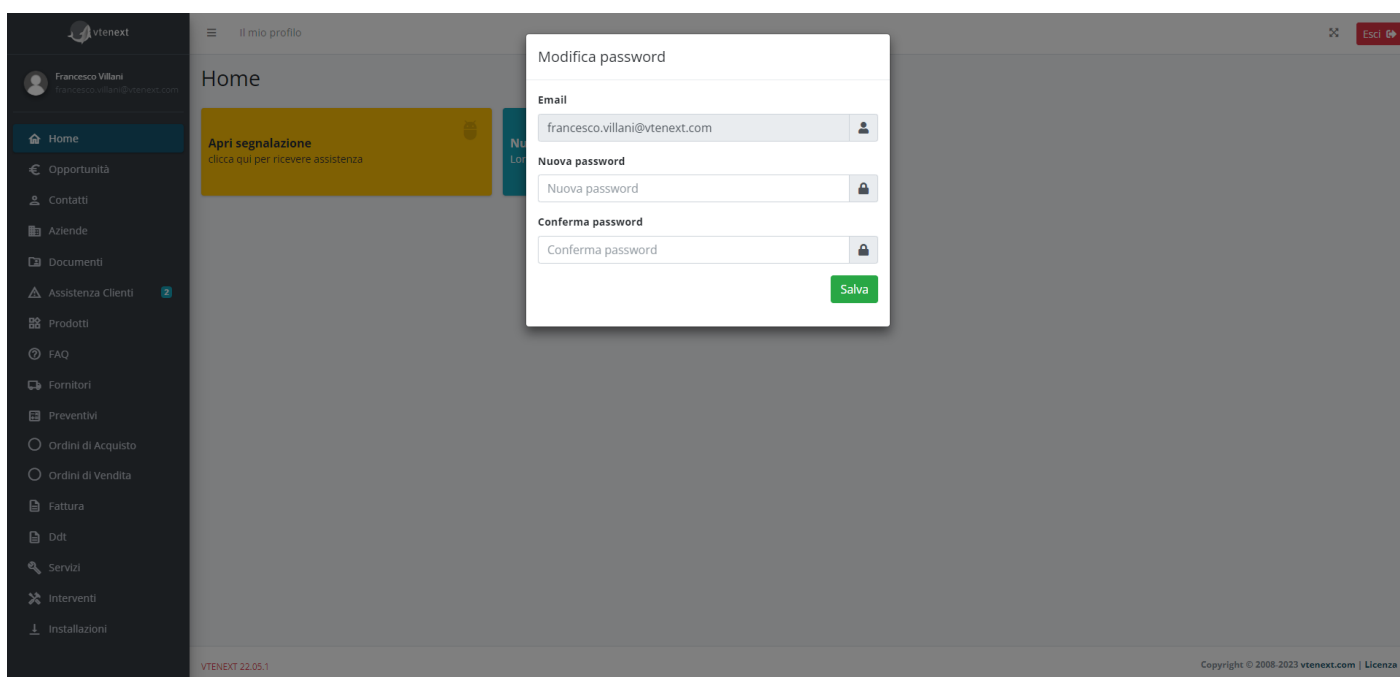 vtenext
Il mio profilo
Esci
Francesco Villani
francesco.villani@vtenext.com
Home
Opportunità
Contatti
Aziende
Documenti
Assistenza Clienti 2
Prodotti
FAQ
Fornitori
Preventivi
Ordini di Acquisto
Ordini di Vendita
Fattura
Ddt
Servizi
Interventi
Installazioni
Home
Apri segnalazione
clicca qui per ricevere assistenza
Nu
Lor
Modifica password
Email
francesco.villani@vtenext.com
Nuova password
Nuova password
Conferma password
Conferma password
Salva
VTENEXT 22.05.1
Copyright © 2008-2023 vtenext.com | Licenza